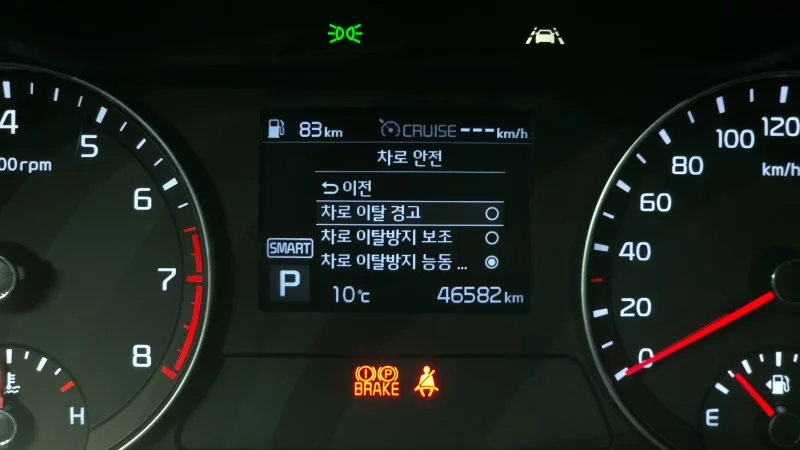 83km CRUISE ---km/h
차로 안전
이전
차로 이탈 경고
차로 이탈방지 보조
차로 이탈방지 능동 ...
SMART
P
10℃ 46582 km
4
5
6
7
8
00rpm
H
120
100
80
60
40
20
0
km/h
E
(!) (P)
BRAKE